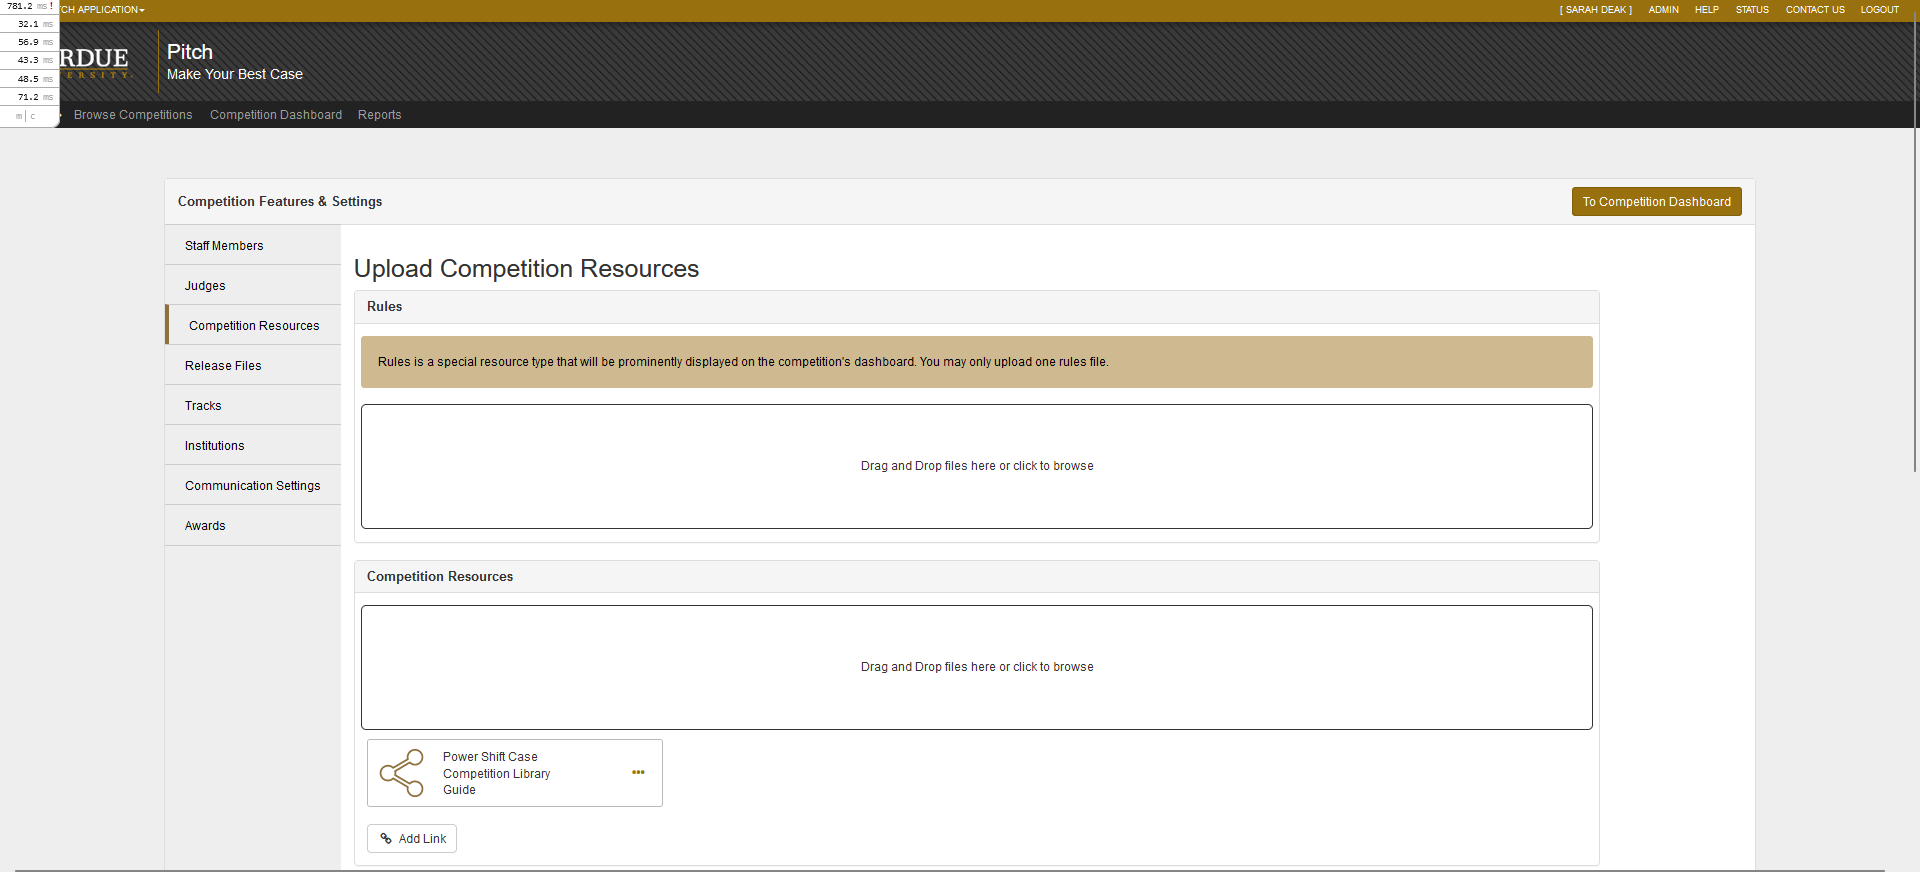 781.2 ms!
TCH APPLICATION
[ SARAH DEAK ]
ADMIN
HELP
STATUS
CONTACT US
LOGOUT
32.1 ms
56.9 ms
43.3 ms
48.5 ms
71.2 ms
m | c
RDUE
ERSITY.
Pitch
Make Your Best Case
Browse Competitions
Competition Dashboard
Reports
Competition Features & Settings
To Competition Dashboard
Staff Members
Judges
Competition Resources
Release Files
Tracks
Institutions
Communication Settings
Awards
Upload Competition Resources
Rules
Rules is a special resource type that will be prominently displayed on the competition's dashboard. You may only upload one rules file.
Drag and Drop files here or click to browse
Competition Resources
Drag and Drop files here or click to browse
Power Shift Case
Competition Library
Guide
Add Link